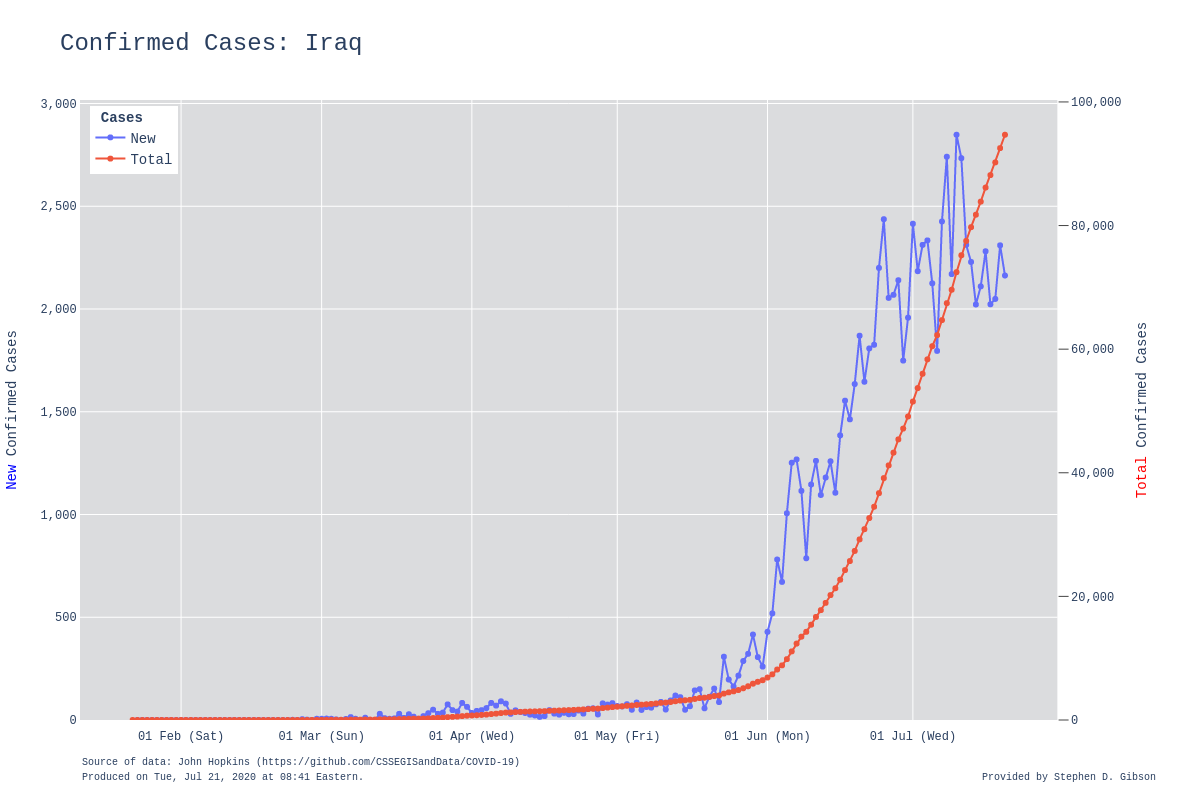 Confirmed Cases: Iraq
Cases
New
Total
3,000
2,500
2,000
1,500
1,000
500
0
100,000
80,000
60,000
40,000
20,000
0
New Confirmed Cases
Total Confirmed Cases
01 Feb (Sat)
01 Mar (Sun)
01 Apr (Wed)
01 May (Fri)
01 Jun (Mon)
01 Jul (Wed)
Source of data: John Hopkins (https://github.com/CSSEGISandData/COVID-19)
Produced on Tue, Jul 21, 2020 at 08:41 Eastern.
Provided by Stephen D. Gibson